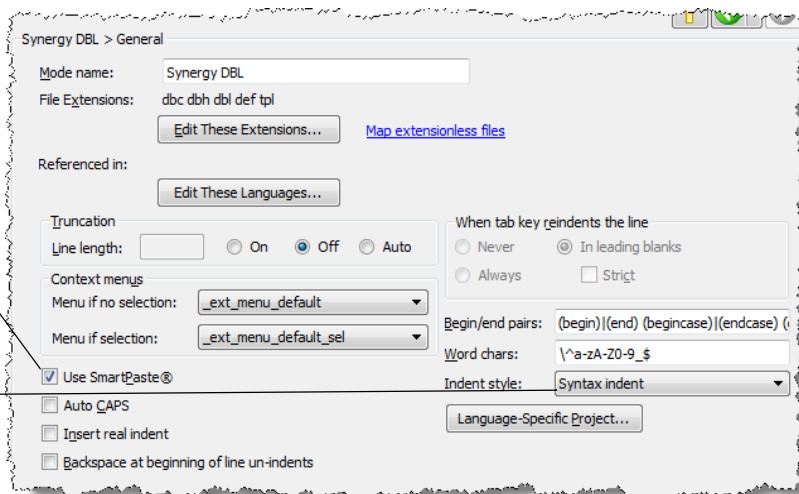 Synergy DBL > General
Mode name: Synergy DBL
File Extensions: dbc dbh dbl def tpl
Edit These Extensions... Map extensionless files
Referenced in:
Edit These Languages...
Truncation
Line length: On Off Auto
Context menus
Menu if no selection: _ext_menu_default
Menu if selection: _ext_menu_default_sel
Use SmartPaste®
Auto CAPS
Insert real indent
Backspace at beginning of line un-indents
When tab key reindents the line
Never In leading blanks
Always Strict
Begin/end pairs: (begin)|(end) (begincase)|(endcase) (
Word chars: \^a-zA-Z0-9_$
Indent style: Syntax indent
Language-Specific Project...